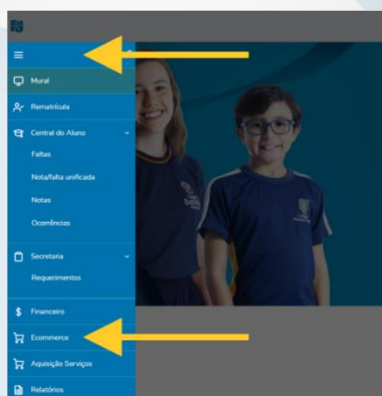 Mural
Rematrícula
Central do Aluno
Faltas
Nota/falta unificada
Notas
Ocorrências
Secretaria
Requerimentos
Financeiro
Ecommerce
Aquisição Serviços
Relatórios